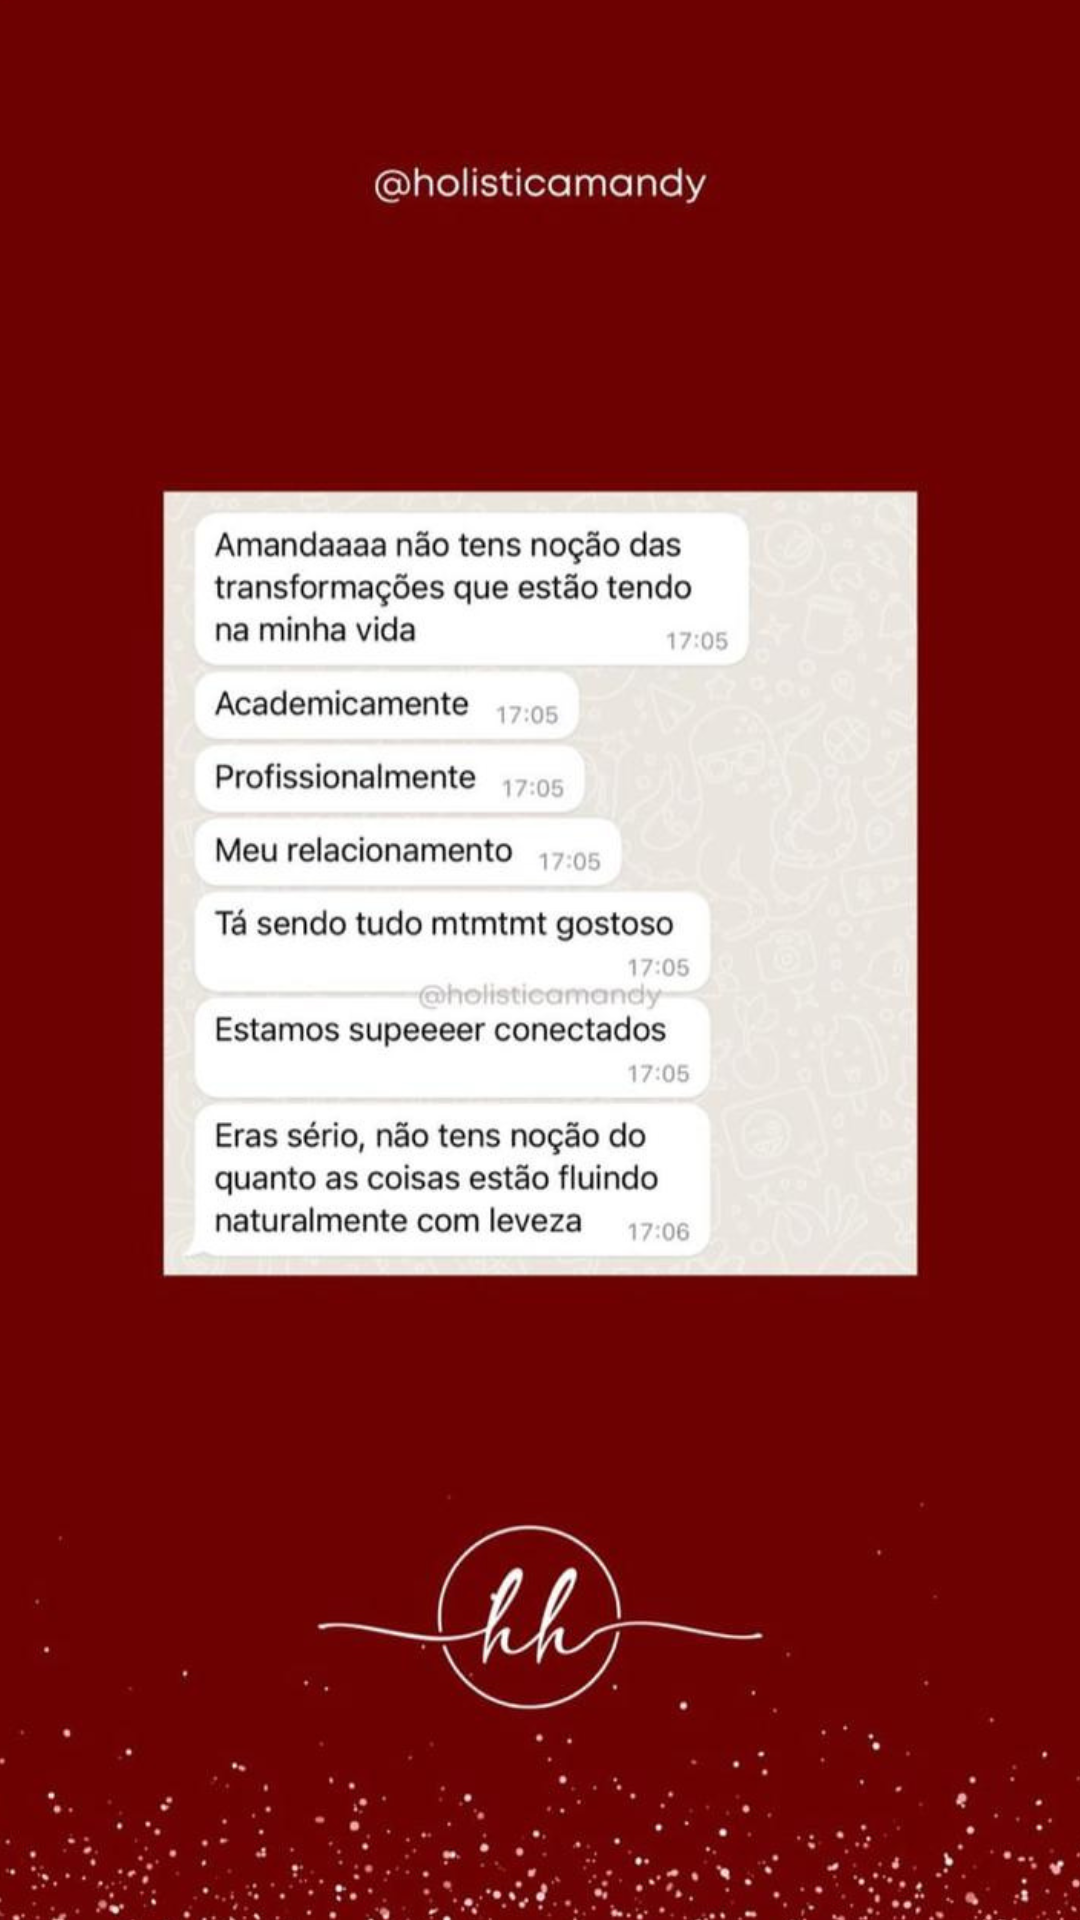 @holisticamandy
Amandaaaa não tens noção das
transformações que estão tendo
na minha vida
17:05
Academicamente 17:05
Profissionalmente 17:05
Meu relacionamento 17:05
Tá sendo tudo mtmtmt gostoso
17:05
@holisticamandy
Estamos supeeeer conectados
17:05
Eras sério, não tens noção do
quanto as coisas estão fluindo
naturalmente com leveza 17:06
hh